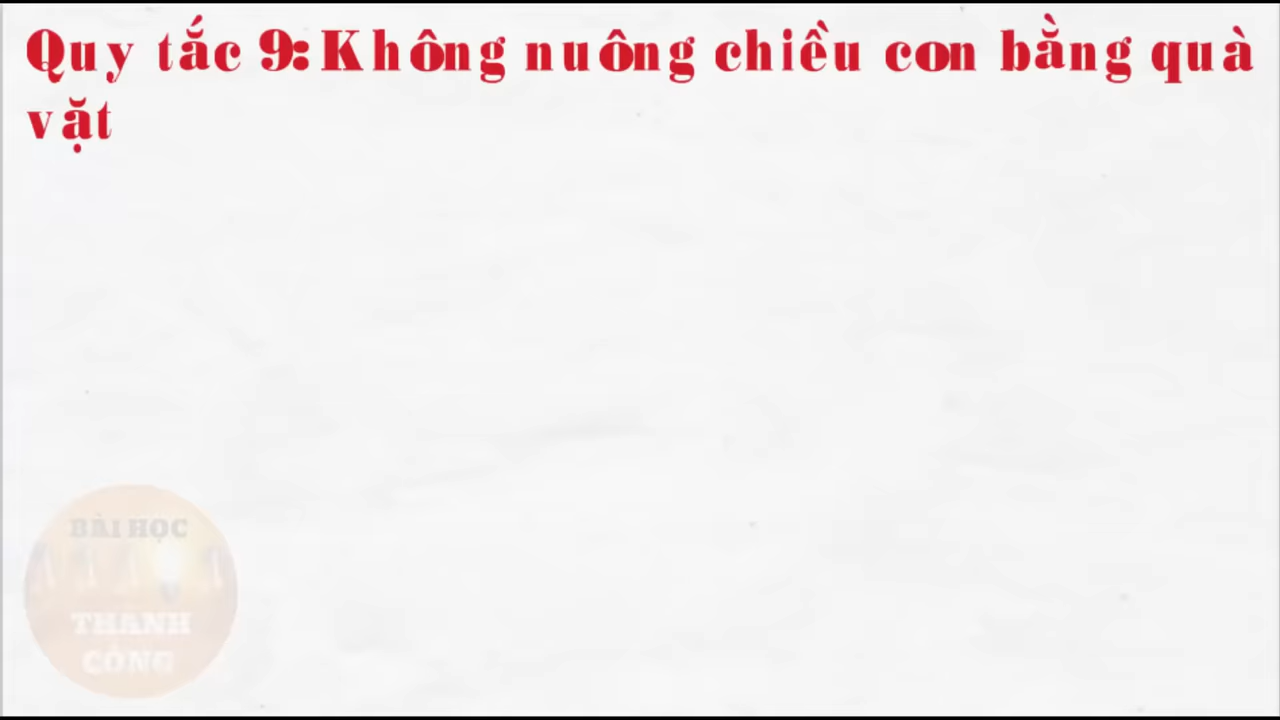 Quy tắc 9: Không nuông chiều con bằng quà
vặt
BÀI HỌC
THÀNH
CÔNG